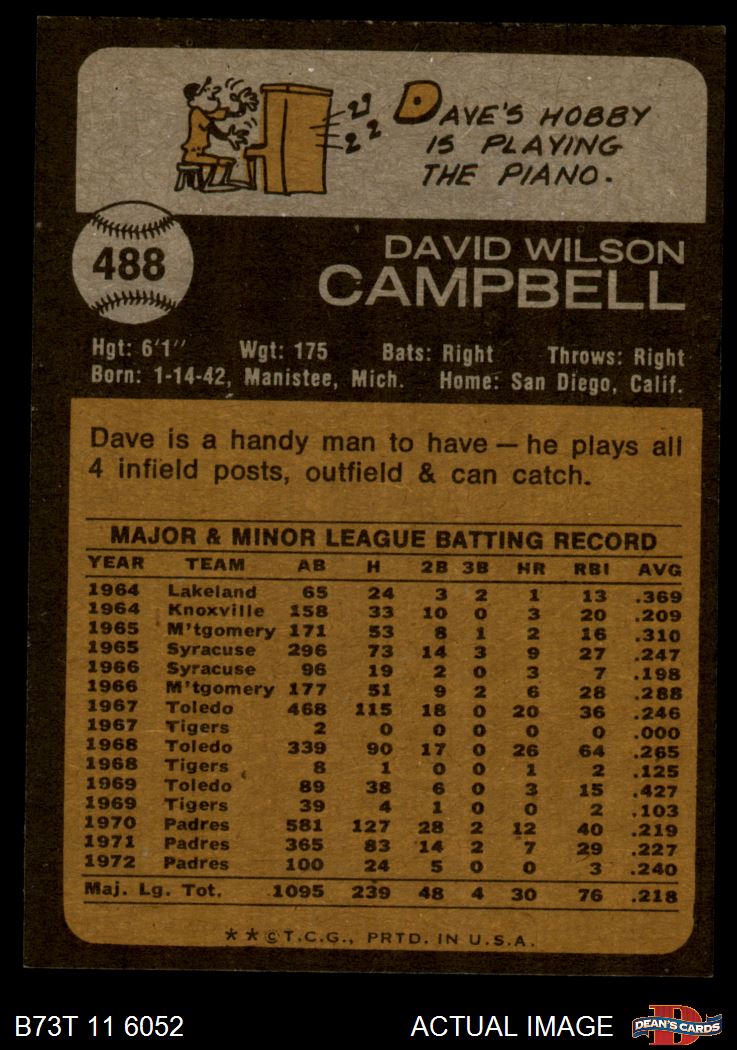 DAVE'S HOBBY
IS PLAYING
THE PIANO.
488
DAVID WILSON
CAMPBELL
Hgt: 6'1" Wgt: 175 Bats: Right Throws: Right
Born: 1-14-42, Manistee, Mich. Home: San Diego, Calif.
Dave is a handy man to have — he plays all
4 infield posts, outfield & can catch.
MAJOR & MINOR LEAGUE BATTING RECORD
YEAR TEAM AB H 2B 3B HR RBI AVG
1964 Lakeland 65 24 3 2 1 13 .369
1964 Knoxville 158 33 10 0 3 20 .209
1965 M'tgomery 171 53 8 1 2 16 .310
1965 Syracuse 296 73 14 3 9 27 .247
1966 Syracuse 96 19 2 0 3 7 .198
1966 M'tgomery 177 51 9 2 6 28 .288
1967 Toledo 468 115 18 0 20 36 .246
1967 Tigers 2 0 0 0 0 0 .000
1968 Toledo 339 90 17 0 26 64 .265
1968 Tigers 8 1 0 0 1 2 .125
1969 Toledo 89 38 6 0 3 15 .427
1969 Tigers 39 4 1 0 0 2 .103
1970 Padres 581 127 28 2 12 40 .219
1971 Padres 365 83 14 2 7 29 .227
1972 Padres 100 24 5 0 0 3 .240
Maj. Lg. Tot. 1095 239 48 4 30 76 .218
**©T.C.G., PRTD. IN U.S.A.
B73T 11 6052 ACTUAL IMAGE DEAN'S CARDS